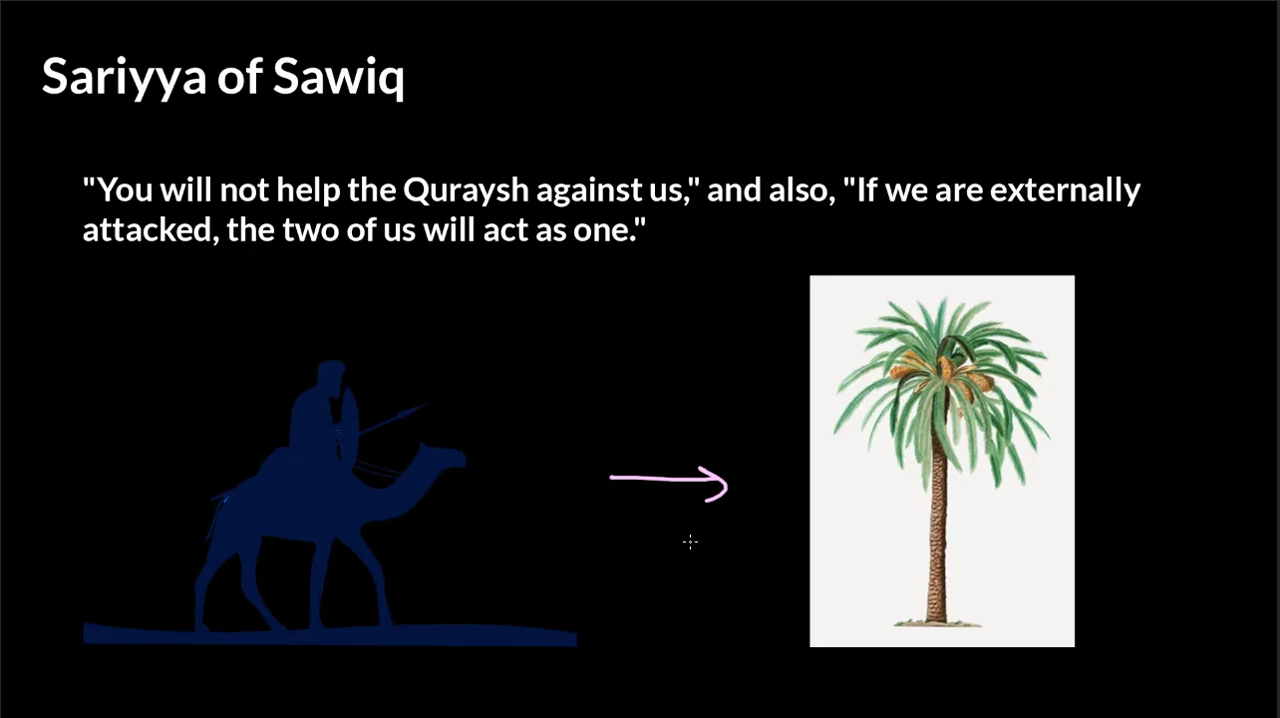 Sariyya of Sawiq
"You will not help the Quraysh against us," and also, "If we are externally
attacked, the two of us will act as one."